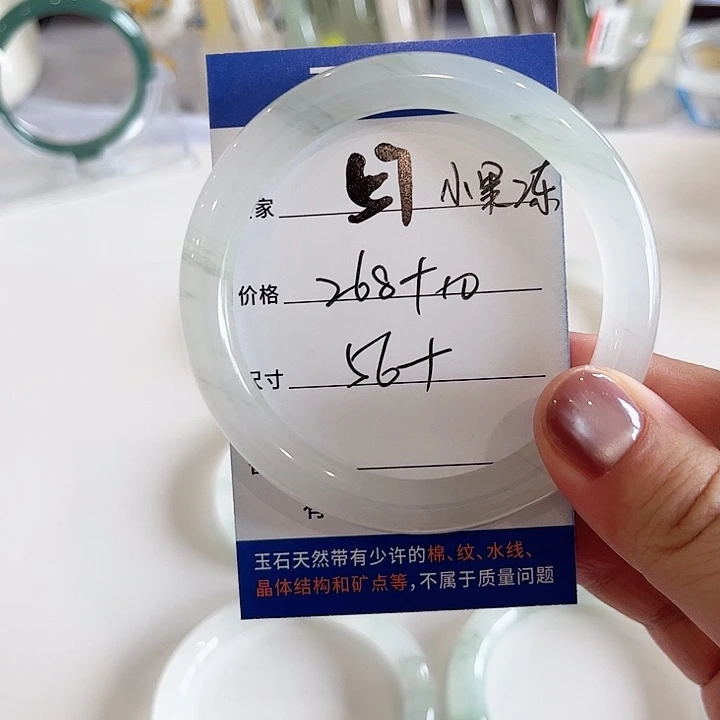 家 小果冻
价格 268+10
尺寸 56+
玉石天然带有少许的棉、纹、水线、
晶体结构和矿点等，不属于质量问题